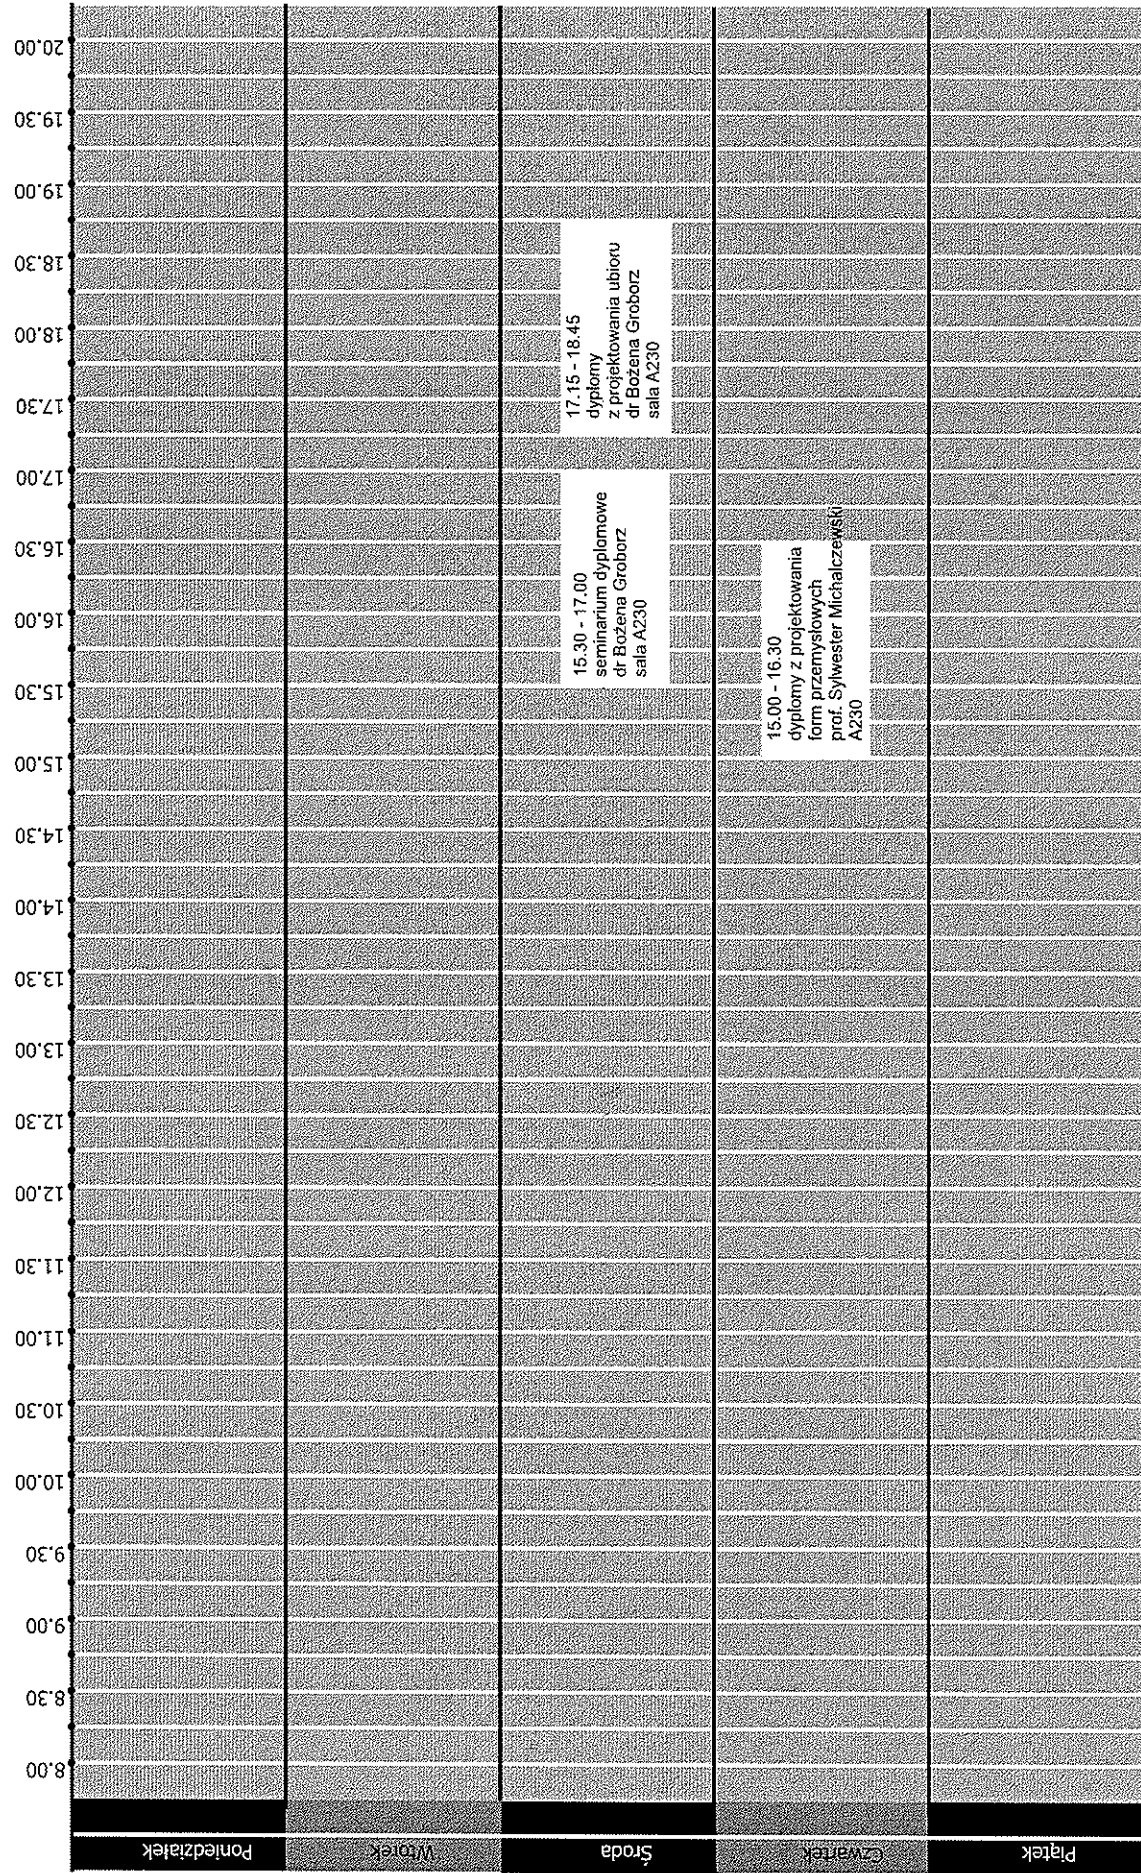 8.00
8.30
9.00
9.30
10.00
10.30
11.00
11.30
12.00
12.30
13.00
13.30
14.00
14.30
15.00
15.30
16.00
16.30
17.00
17.30
18.00
18.30
19.00
19.30
20.00
Poniedziałek
Wtorek
Środa
15.30 - 17.00
seminarium dyplomowe
dr Bożena Groborz
sala A230
17.15 - 18.45
dyplomy
z projektowania ubioru
dr Bożena Groborz
sala A230
Czwartek
15.00 - 16.30
dyplomy z projektowania
form przemysłowych
prof. Sylwester Michalczewski
A230
Piątek